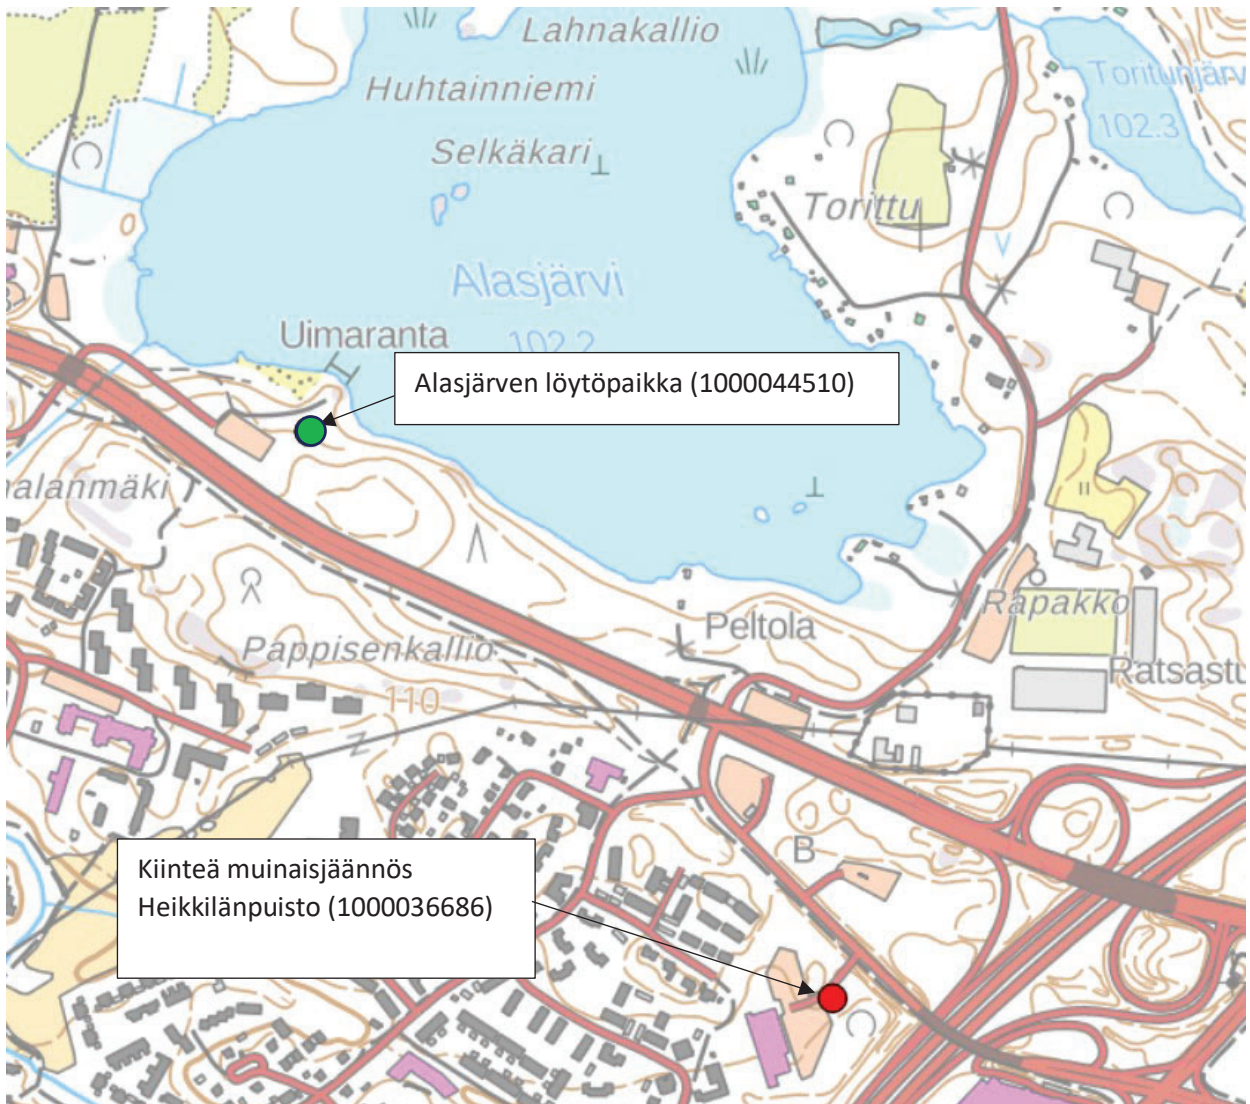 Lahnakallio
Huhtainniemi
Toritunjärv
102.3
Selkäkari
Torittu
Alasjärvi
Uimaranta
102.2
Alasjärven löytöpaikka (1000044510)
alanmäki
Rapakko
Peltola
Pappisenkallio
Ratsastu
110
Z
B
Kiinteä muinaisjäännös
Heikkilänpuisto (1000036686)